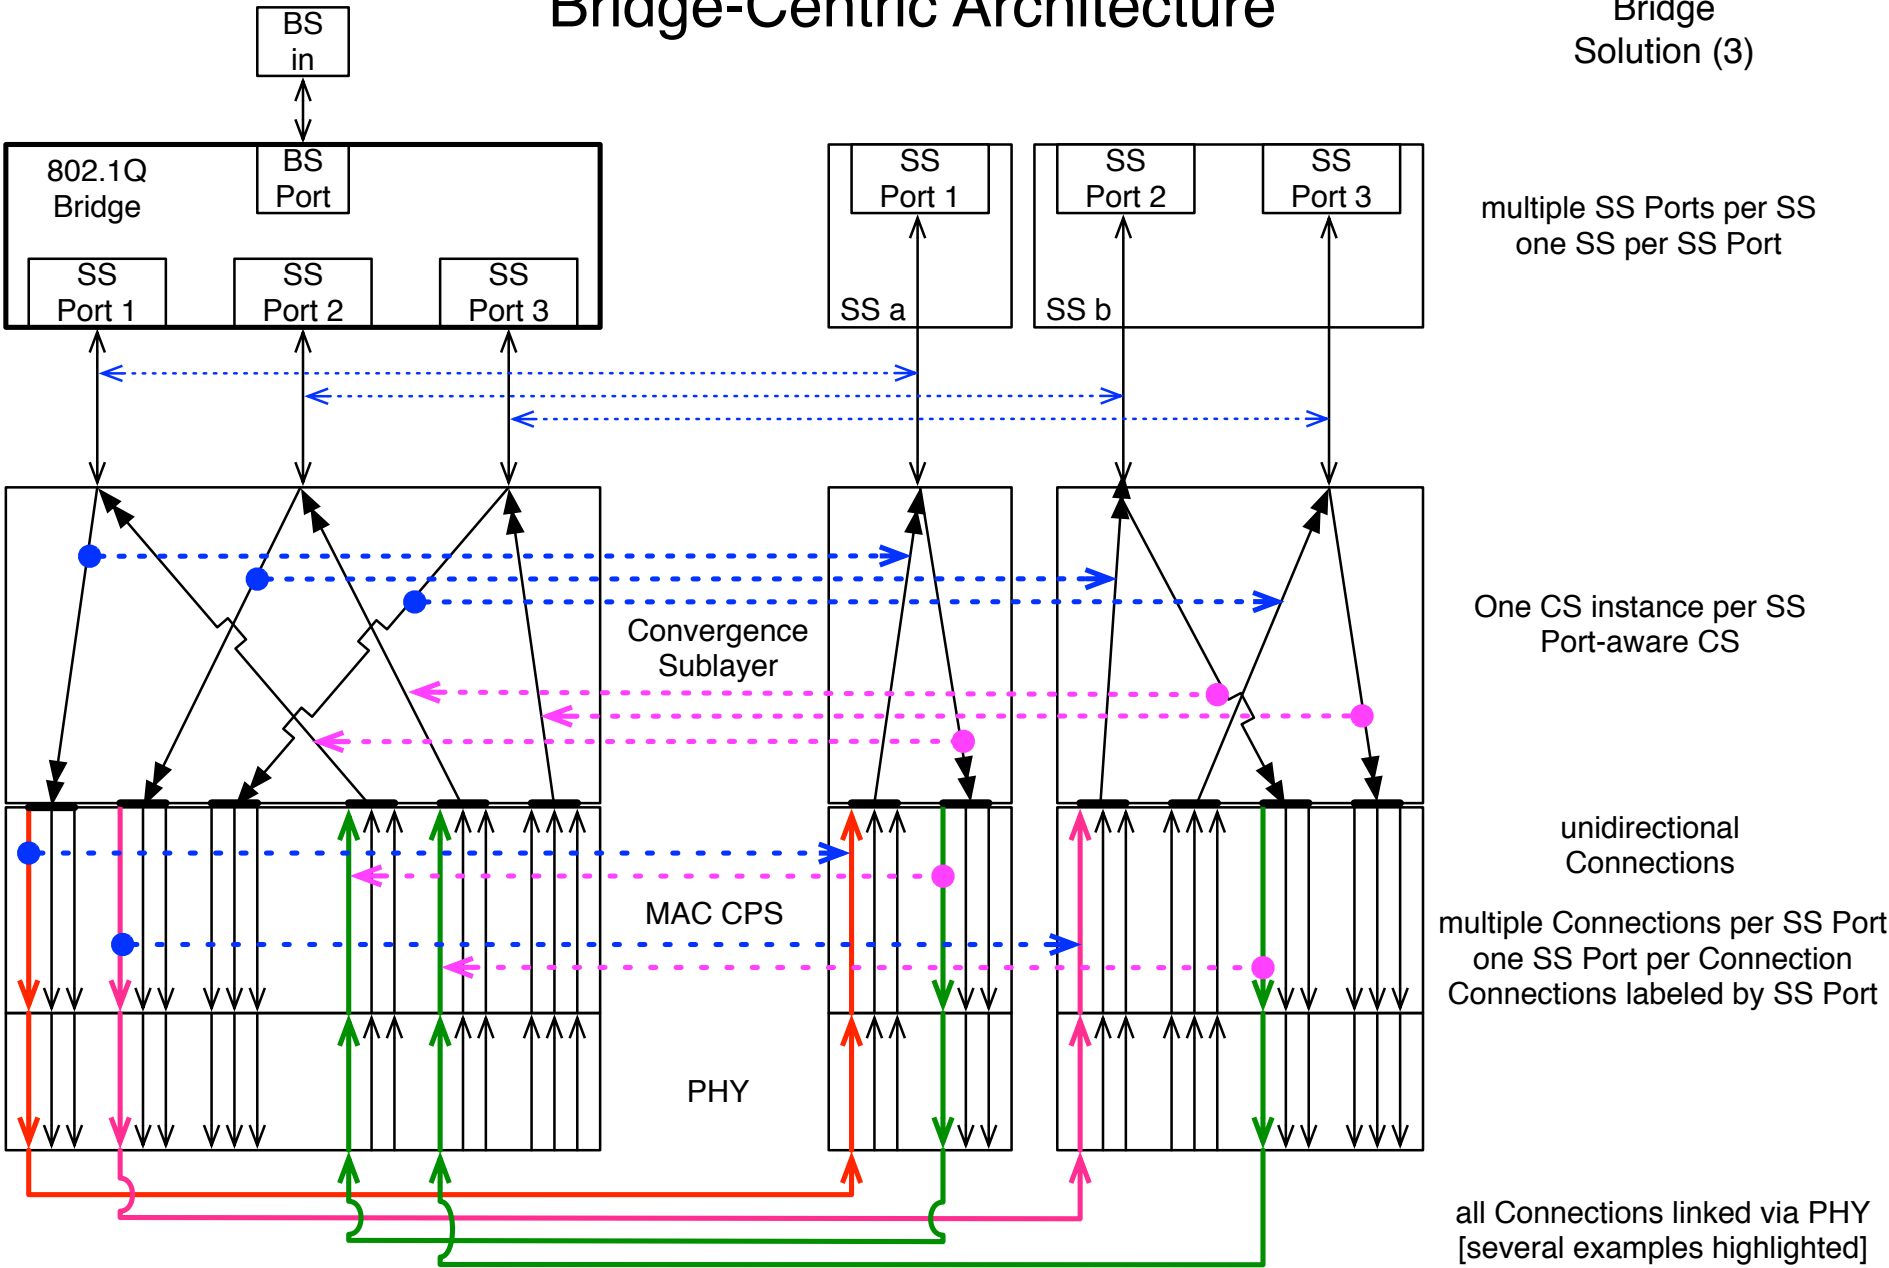 Bridge-Centric Architecture
Bridge
Solution (3)
BS
in
802.1Q
Bridge
BS
Port
SS
Port 1
SS
Port 2
SS
Port 3
SS
Port 1
SS a
SS
Port 2
SS
Port 3
SS b
multiple SS Ports per SS
one SS per SS Port
Convergence
Sublayer
One CS instance per SS
Port-aware CS
unidirectional
Connections
MAC CPS
multiple Connections per SS Port
one SS Port per Connection
Connections labeled by SS Port
PHY
all Connections linked via PHY
[several examples highlighted]